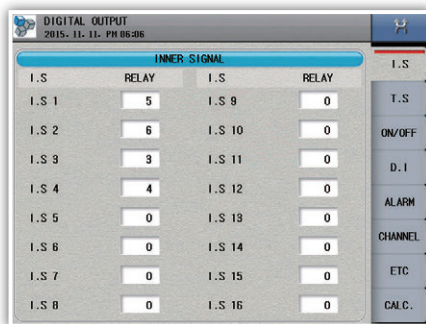 DIGITAL OUTPUT
2015. 11. 11. PM 06:06
INNER SIGNAL
I.S RELAY I.S RELAY
I.S 1 5 I.S 9 0
I.S 2 6 I.S 10 0
I.S 3 3 I.S 11 0
I.S 4 4 I.S 12 0
I.S 5 0 I.S 13 0
I.S 6 0 I.S 14 0
I.S 7 0 I.S 15 0
I.S 8 0 I.S 16 0
I.S
T.S
ON/OFF
D.I
ALARM
CHANNEL
ETC
CALC.